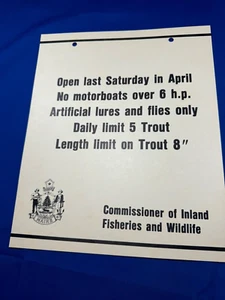 Open last Saturday in April
No motorboats over 6 h.p.
Artificial lures and flies only
Daily limit 5 Trout
Length limit on Trout 8"
MAINE
Commissioner of Inland
Fisheries and Wildlife